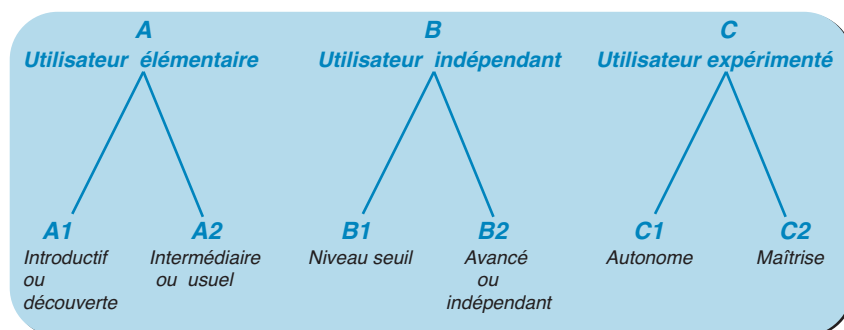 A
Utilisateur élémentaire
B
Utilisateur indépendant
C
Utilisateur expérimenté
A1
Introductif
ou
découverte
A2
Intermédiaire
ou usuel
B1
Niveau seuil
B2
Avancé
ou
indépendant
C1
Autonome
C2
Maîtrise